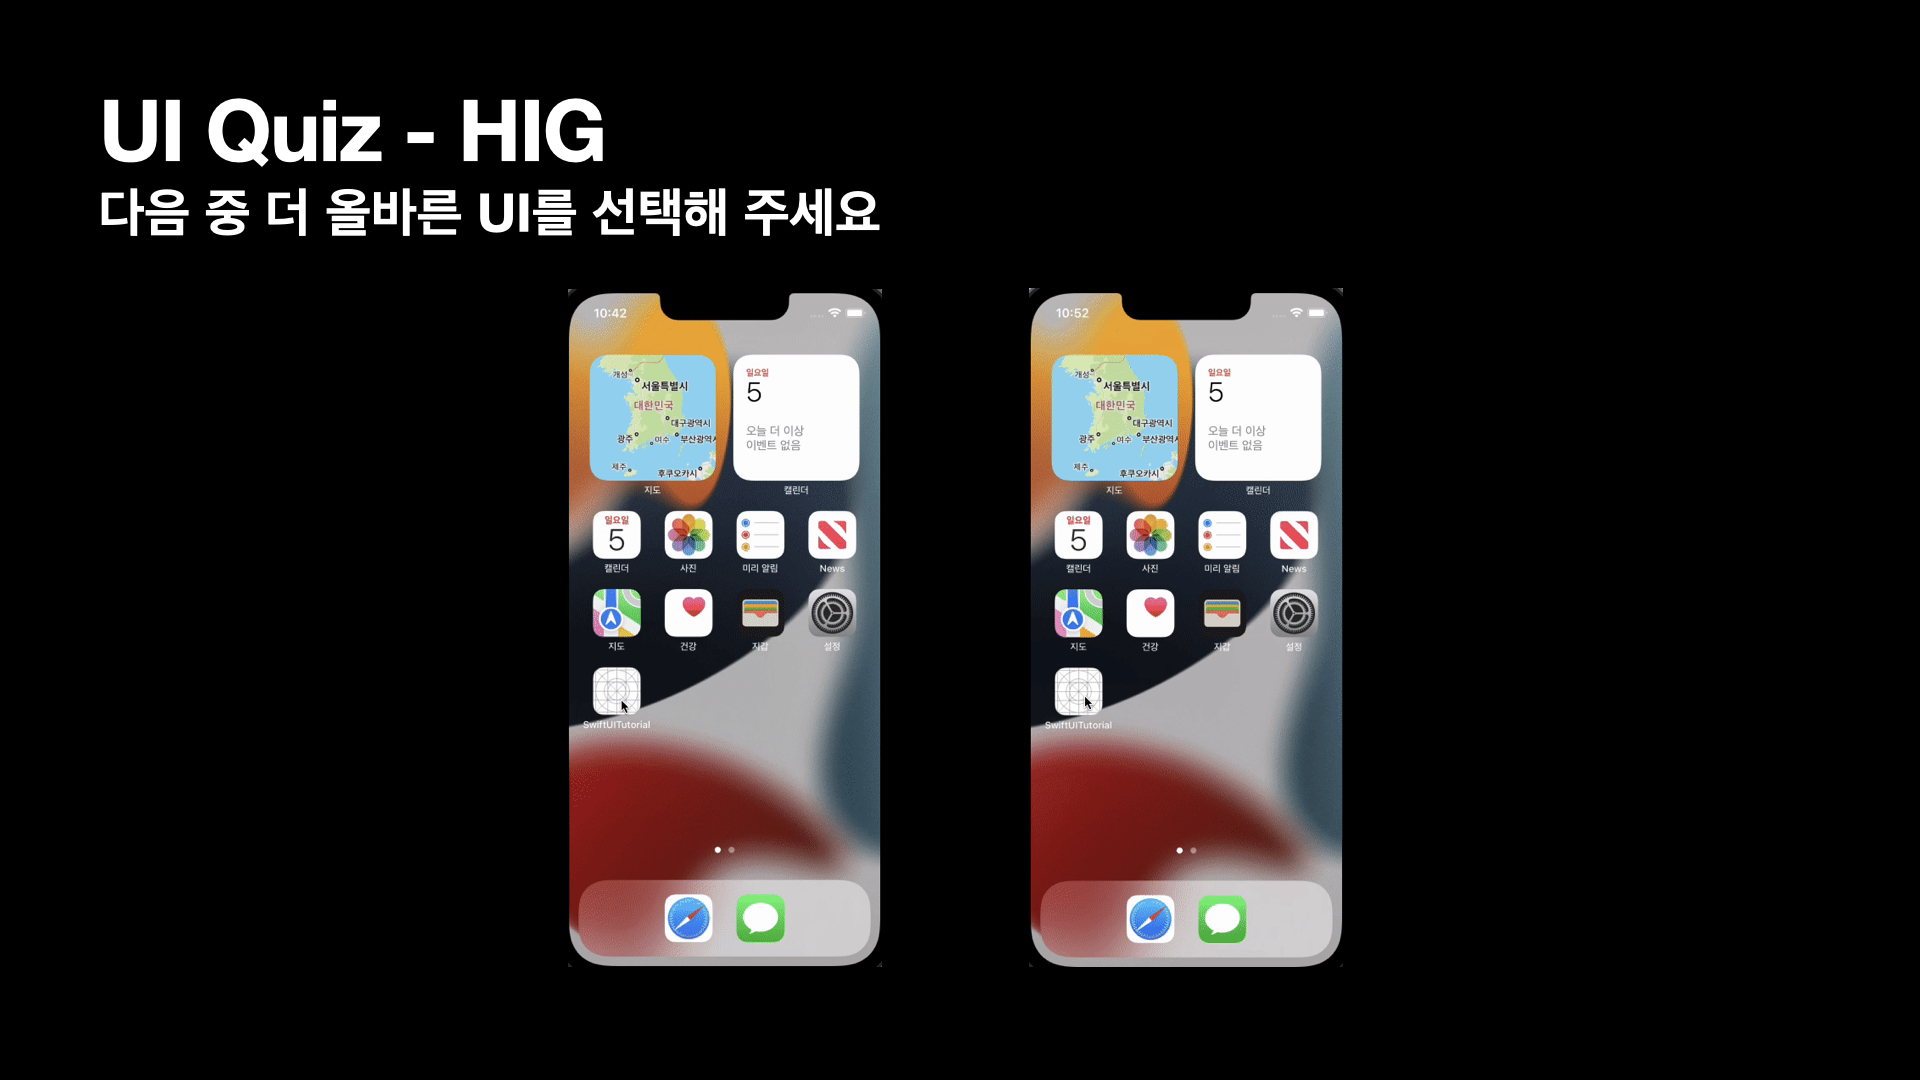 UI Quiz - HIG
다음 중 더 올바른 UI를 선택해 주세요
10:42
개성
서울특별시
대한민국
대구광역시
광주
여수
부산광역시
제주
후쿠오카시
지도
일요일
5
오늘 더 이상
이벤트 없음
캘린더
일요일
5
캘린더
사진
미리 알림
News
지도
건강
지갑
설정
SwiftUITutorial
10:52
개성
서울특별시
대한민국
대구광역시
광주
여수
부산광역시
제주
후쿠오카시
지도
일요일
5
오늘 더 이상
이벤트 없음
캘린더
일요일
5
캘린더
사진
미리 알림
News
지도
건강
지갑
설정
SwiftUITutorial